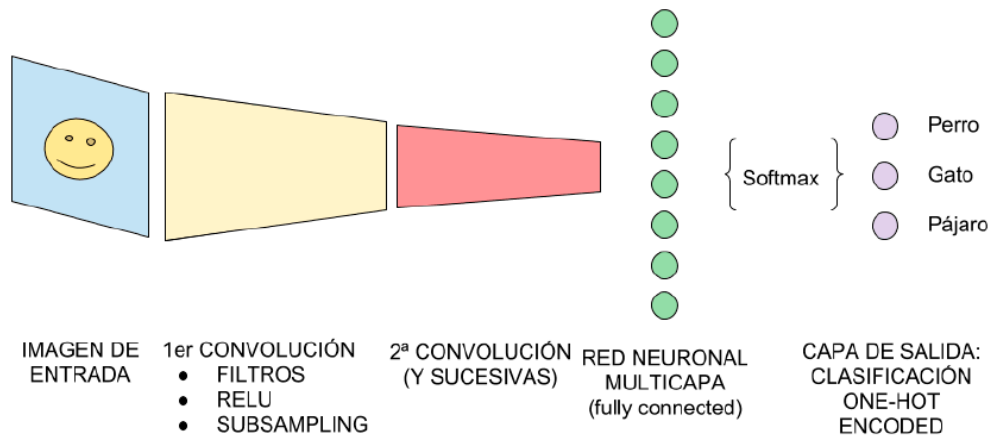 Softmax
Perro
Gato
Pájaro
IMAGEN DE
ENTRADA
1er CONVOLUCIÓN
● FILTROS
● RELU
● SUBSAMPLING
2ª CONVOLUCIÓN
(Y SUCESIVAS)
RED NEURONAL
MULTICAPA
(fully connected)
CAPA DE SALIDA:
CLASIFICACIÓN
ONE-HOT
ENCODED